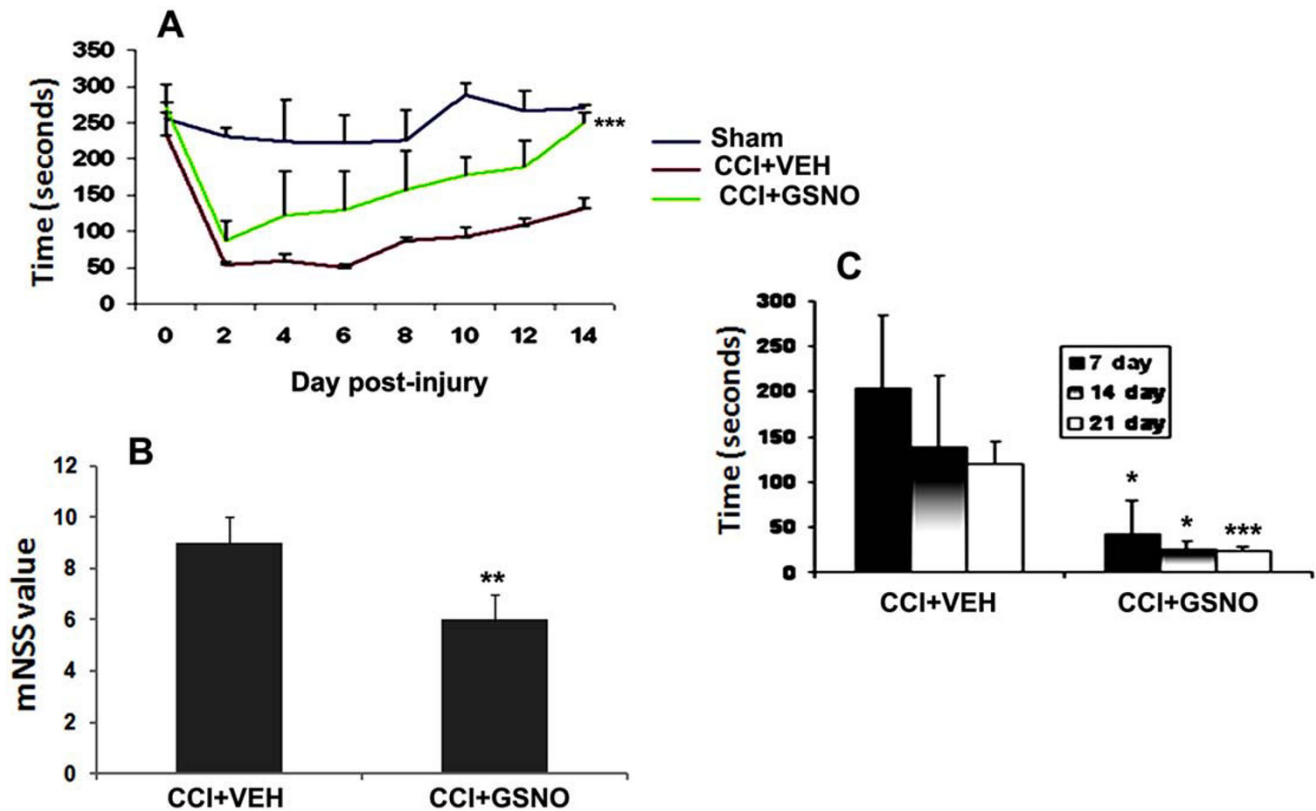 A
350
300
250
200
150
100
50
0
Time (seconds)
0 2 4 6 8 10 12 14
Day post-injury
***
Sham
CCI+VEH
CCI+GSNO
B
12
10
8
6
4
2
0
mNSS value
**
CCI+VEH CCI+GSNO
C
300
250
200
150
100
50
0
Time (seconds)
7 day
14 day
21 day
* * ***
CCI+VEH CCI+GSNO